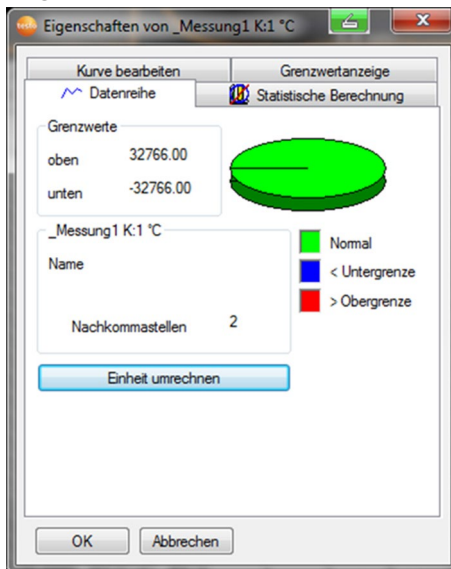 testo
Eigenschaften von _Messung1 K:1 °C
Kurve bearbeiten
Grenzwertanzeige
Datenreihe
Statistische Berechnung
Grenzwerte
oben 32766.00
unten -32766.00
_Messung1 K:1 °C
Name
Nachkommastellen 2
Normal
< Untergrenze
> Obergrenze
Einheit umrechnen
OK
Abbrechen